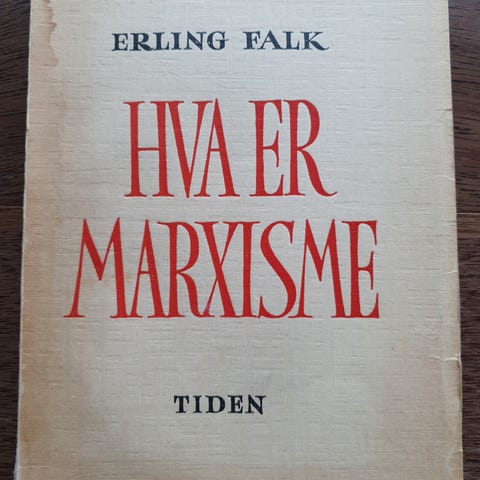 ERLING FALK
HVA ER
MARXISME
TIDEN